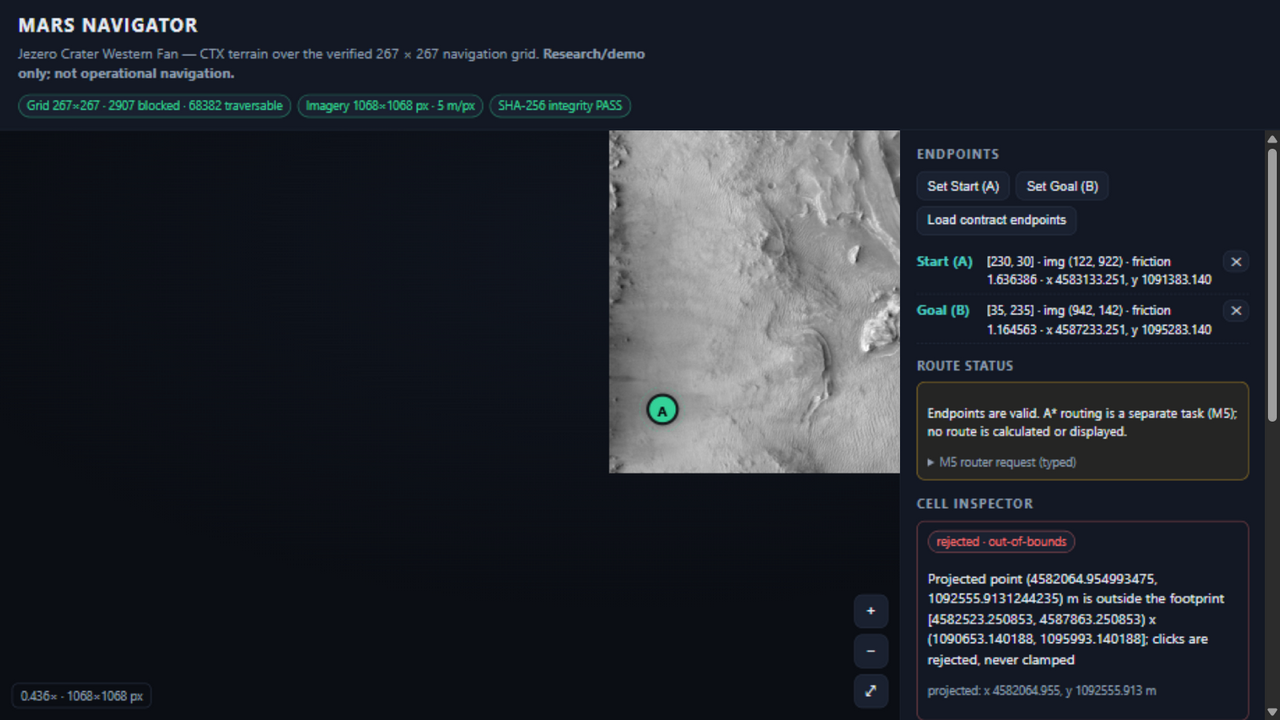 MARS NAVIGATOR
Jezero Crater Western Fan — CTX terrain over the verified 267 × 267 navigation grid. Research/demo
only; not operational navigation.
Grid 267×267 · 2907 blocked · 68382 traversable
Imagery 1068×1068 px · 5 m/px
SHA-256 integrity PASS
A
+
−
⤢
0.436× · 1068×1068 px
ENDPOINTS
Set Start (A)
Set Goal (B)
Load contract endpoints
Start (A)
[230, 30] · img (122, 922) · friction
1.636386 · x 4583133.251, y 1091383.140
✕
Goal (B)
[35, 235] · img (942, 142) · friction
1.164563 · x 4587233.251, y 1095283.140
✕
ROUTE STATUS
Endpoints are valid. A* routing is a separate task (M5);
no route is calculated or displayed.
▸ M5 router request (typed)
CELL INSPECTOR
rejected · out-of-bounds
Projected point (4582064.954993475,
1092555.9131244235) m is outside the footprint
[4582523.250853, 4587863.250853) x
(1090653.140188, 1095993.140188]; clicks are
rejected, never clamped
projected: x 4582064.955, y 1092555.913 m